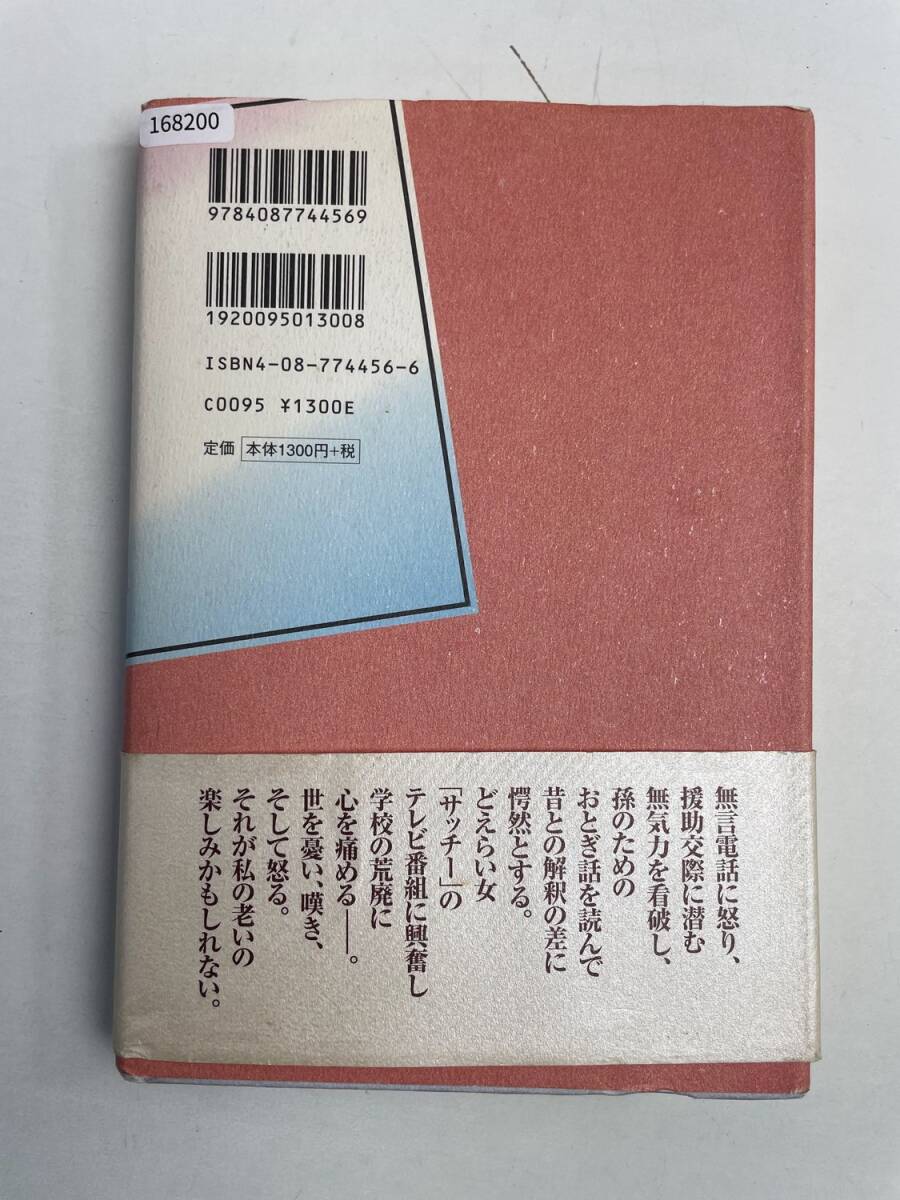 168200
9784087744569
1920095013008
ISBN4-08-774456-6
C0095 ¥1300E
定価 本体1300円+税
無言電話に怒り、
援助交際に潜む
無気力を看破し、
孫のための
おとぎ話を読んで
昔との解釈の差に
愕然とする。
どえらい女
「サッチー」の
テレビ番組に興奮し
学校の荒廃に
心を痛める──。
世を憂い、嘆き、
そして怒る。
それが私の老いの
楽しみかもしれない。